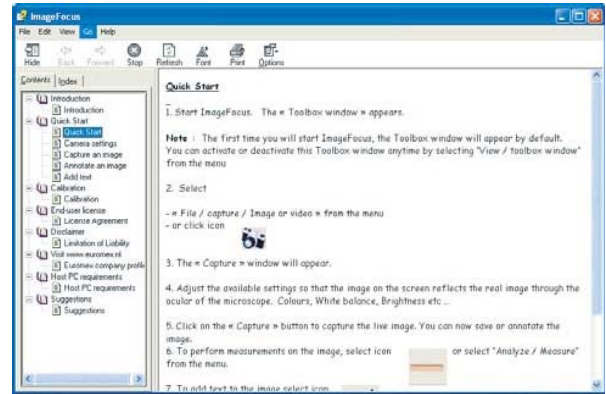 ImageFocus
File Edit View Go Help
Hide Back Forward Stop Refresh Font Print Options
Contents Index
Introduction
Introduction
Quick Start
Quick Start
Camera settings
Capture an image
Annotate an image
Add text
Calibration
Calibration
End-user license
License Agreement
Disclaimer
Limitation of Liability
Visit www.euromex.nl
Euromex company profile
Host PC requirements
Host PC requirements
Suggestions
Suggestions
Quick Start
1. Start ImageFocus. The « Toolbox window » appears.
Note : The first time you will start ImageFocus, the Toolbox window will appear by default.
You can activate or deactivate this Toolbox window anytime by selecting "View / toolbox window"
from the menu
2. Select
- « File / capture / Image or video » from the menu
- or click icon
3. The « Capture » window will appear.
4. Adjust the available settings so that the image on the screen reflects the real image through the
ocular of the microscope. Colours, White balance, Brightness etc ...
5. Click on the « Capture » button to capture the live image. You can now save or annotate the
image.
6. To perform measurements on the image, select icon or select "Analyze / Measure"
from the menu.
7. To add text to the image select icon